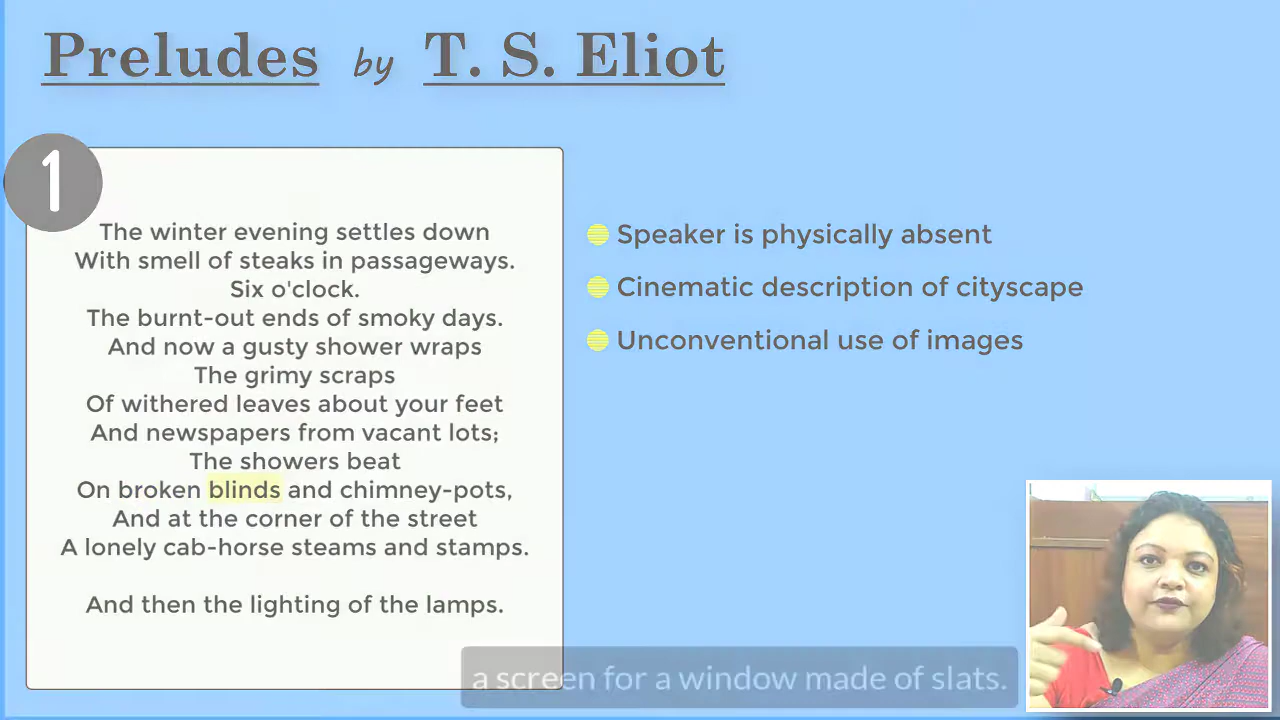 Preludes by T. S. Eliot
1
The winter evening settles down
With smell of steaks in passageways.
Six o'clock.
The burnt-out ends of smoky days.
And now a gusty shower wraps
The grimy scraps
Of withered leaves about your feet
And newspapers from vacant lots;
The showers beat
On broken blinds and chimney-pots,
And at the corner of the street
A lonely cab-horse steams and stamps.
And then the lighting of the lamps.
Speaker is physically absent
Cinematic description of cityscape
Unconventional use of images
a screen for a window made of slats.